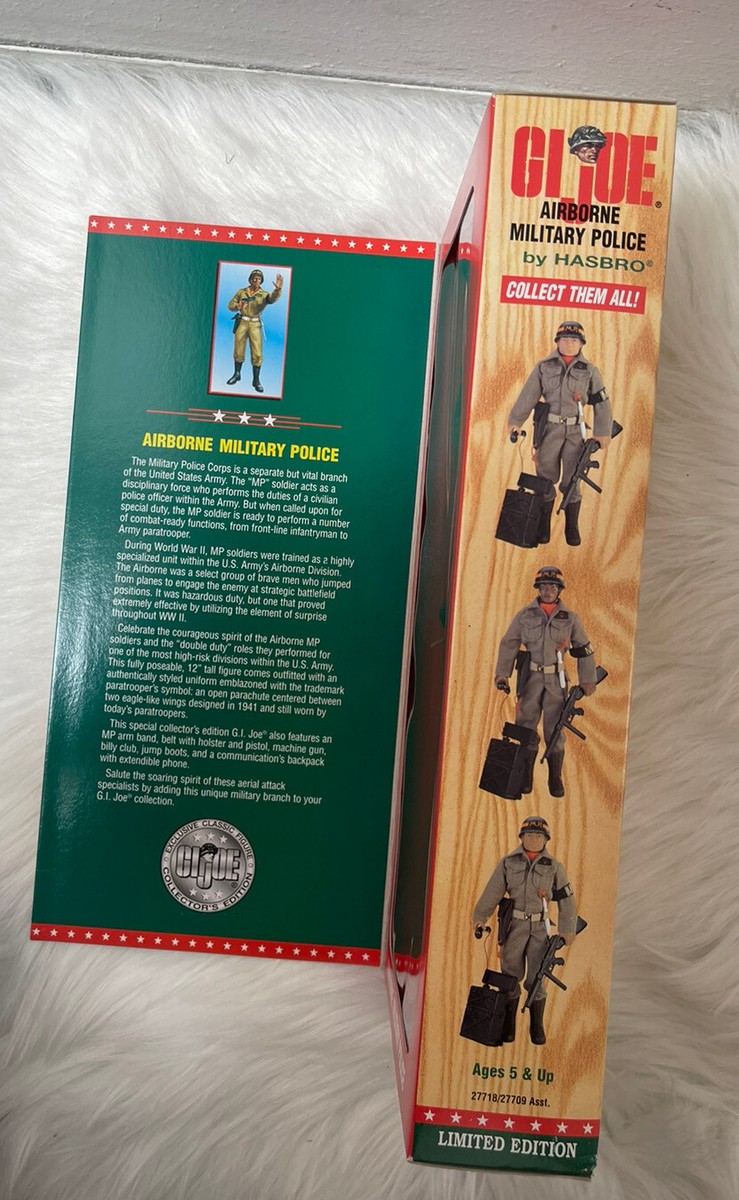 AIRBORNE MILITARY POLICE
The Military Police Corps is a separate but vital branch
of the United States Army. The "MP" soldier acts as a
disciplinary force who performs the duties of a civilian
police officer within the Army. But when called upon for
special duty, the MP soldier is ready to perform a number
of combat-ready functions, from front-line infantryman to
Army paratrooper.
During World War II, MP soldiers were trained as a highly
specialized unit within the U.S. Army's Airborne Division.
The Airborne was a select group of brave men who jumped
from planes to engage the enemy at strategic battlefield
positions. It was hazardous duty, but one that proved
extremely effective by utilizing the element of surprise
throughout WW II.
Celebrate the courageous spirit of the Airborne MP
soldiers and the "double duty" roles they performed for
one of the most high-risk divisions within the U.S. Army.
This fully poseable, 12" tall figure comes outfitted with an
authentically styled uniform emblazoned with the trademark
paratrooper's symbol: an open parachute centered between
two eagle-like wings designed in 1941 and still worn by
today's paratroopers.
This special collector's edition G.I. Joe® also features an
MP arm band, belt with holster and pistol, machine gun,
billy club, jump boots, and a communication's backpack
with extendible phone.
Salute the soaring spirit of these aerial attack
specialists by adding this unique military branch to your
G.I. Joe® collection.
EXCLUSIVE CLASSIC FIGURE
GI JOE®
COLLECTOR'S EDITION
GI JOE®
AIRBORNE
MILITARY POLICE
by HASBRO®
COLLECT THEM ALL!
Ages 5 & Up
27718/27709 Asst.
LIMITED EDITION